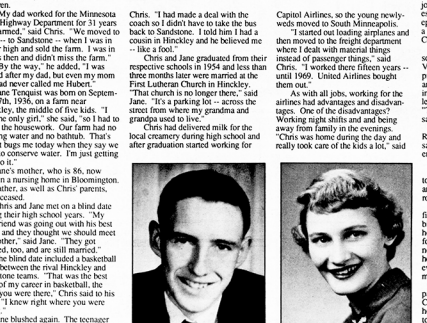 ven.
My dad worked for the Minnesota
Highway Department for 31 years
armed," said Chris. "We moved to
-- to Sandstone -- when I was in
r high and sold the farm. I was in
s then and didn't miss the farm."
By the way," he added, "I was
d after my dad, but even my mom
ad never called me Hubert."
ane Tenquist was born on Septem-
7th, 1936, on a farm near
kley, the middle of five kids. "I
he only girl," she said, "so I had to
the housework. Our farm had no
ng water and no bathtub. That's
t bugs me today when they say we
to conserve water. I'm just getting
o it."
ane's mother, who is 86, now
n a nursing home in Bloomington.
ather, as well as Chris' parents,
ceased.
hris and Jane met on a blind date
g their high school years. "My
riend was going out with his best
and they thought we should meet
other," said Jane. "They got
ed, too, and are still married."
he blind date included a basketball
between the rival Hinckley and
tone teams. "That was the best
of my career in basketball, the
you were there," Chris said to his
"I knew right where you were
."
ne blushed again. The teenager
Chris. "I had made a deal with the
coach so I didn't have to take the bus
back to Sandstone. I told him I had a
cousin in Hinckley and he believed me
-- like a fool."
Chris and Jane graduated from their
respective schools in 1954 and less than
three months later were married at the
First Lutheran Church in Hinckley.
"That church is no longer there," said
Jane. "It's a parking lot -- across the
street from where my grandma and
grandpa used to live."
Chris had delivered milk for the
local creamery during high school and
after graduation started working for
Capitol Airlines, so the young newly-
weds moved to South Minneapolis.
"I started out loading airplanes and
then moved to the freight department
where I dealt with material things
instead of passenger things," said
Chris. "I worked there fifteen years --
until 1969. United Airlines bought
them out."
As with all jobs, working for the
airlines had advantages and disadvan-
tages. One of the disadvantages?
Working night shifts and and being
away from family in the evenings.
"Chris was home during the day and
really took care of the kids a lot," said